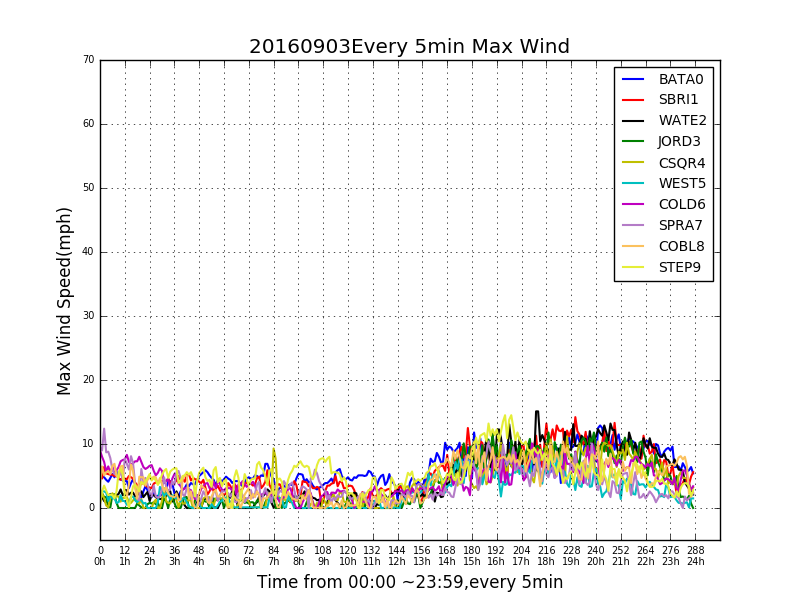 20160903Every 5min Max Wind
70
60
50
40
30
20
10
0
Max Wind Speed(mph)
BATA0
SBRI1
WATE2
JORD3
CSQR4
WEST5
COLD6
SPRA7
COBL8
STEP9
0 12 24 36 48 60 72 84 96 108 120 132 144 156 168 180 192 204 216 228 240 252 264 276 288
0h 1h 2h 3h 4h 5h 6h 7h 8h 9h 10h 11h 12h 13h 14h 15h 16h 17h 18h 19h 20h 21h 22h 23h 24h
Time from 00:00 ~23:59,every 5min